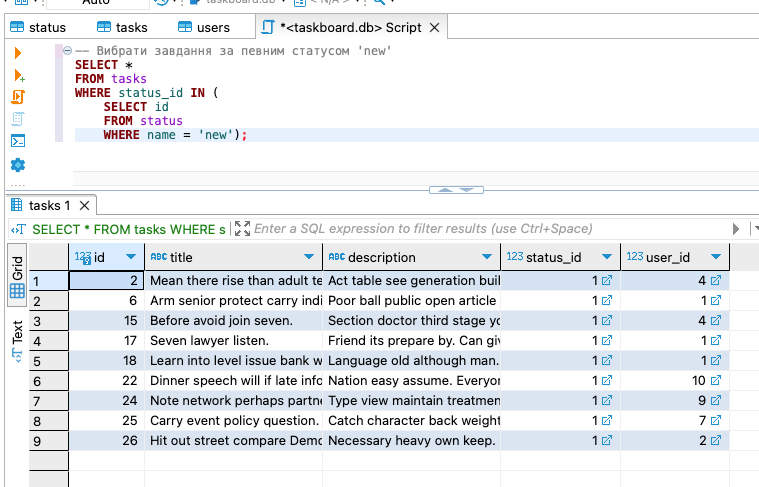 Auto
taskboard.db
< N/A >
status
tasks
users
*<taskboard.db> Script
-- Вибрати завдання за певним статусом 'new'
SELECT *
FROM tasks
WHERE status_id IN (
SELECT id
FROM status
WHERE name = 'new');
tasks 1
SELECT * FROM tasks WHERE s
Enter a SQL expression to filter results (use Ctrl+Space)
Grid
Text
123 id ABC title ABC description 123 status_id 123 user_id
1 2 Mean there rise than adult te Act table see generation buil 1 4
2 6 Arm senior protect carry indi Poor ball public open article 1 1
3 15 Before avoid join seven. Section doctor third stage yo 1 4
4 17 Seven lawyer listen. Friend its prepare by. Can giv 1 1
5 18 Learn into level issue bank w Language old although man. 1 1
6 22 Dinner speech will if late info Nation easy assume. Everyon 1 10
7 24 Note network perhaps partne Type view maintain treatmen 1 9
8 25 Carry event policy question. Catch character back weight 1 7
9 26 Hit out street compare Demo Necessary heavy own keep. 1 2